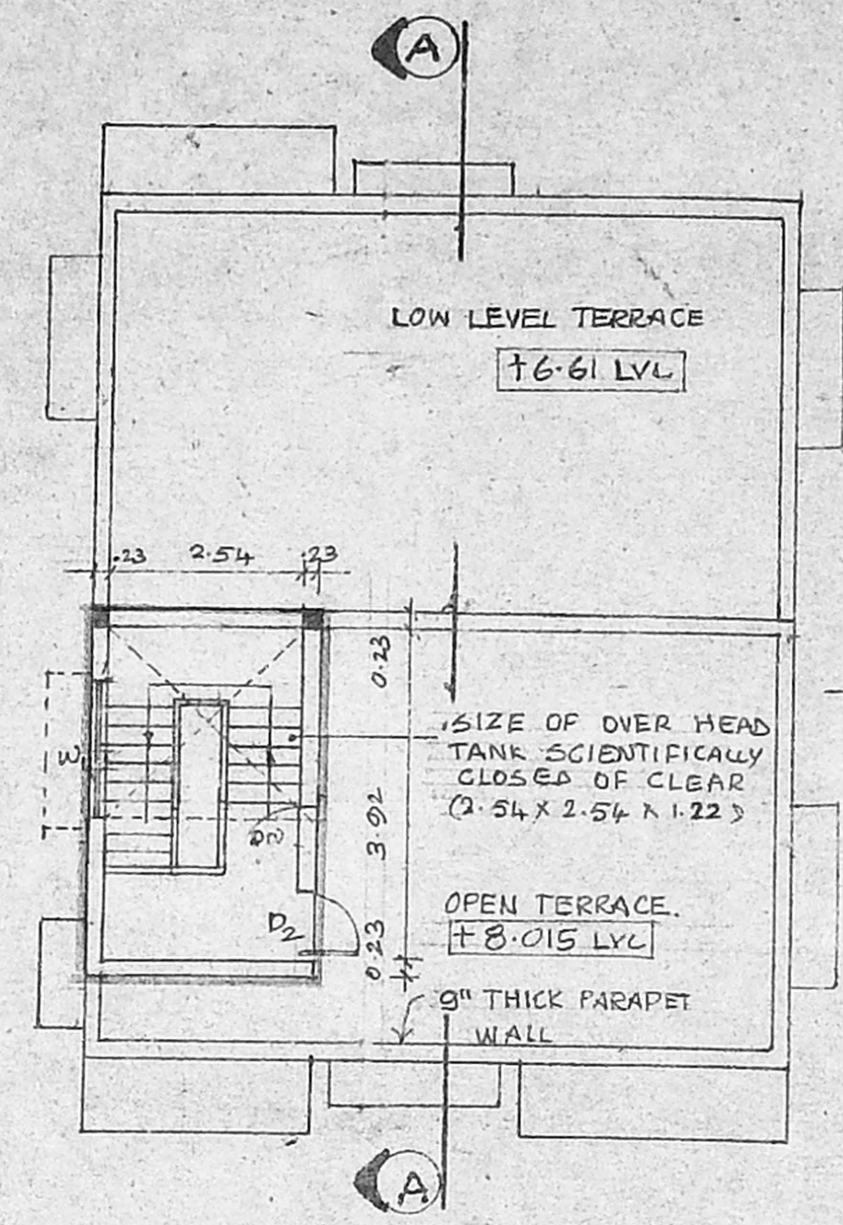 A
LOW LEVEL TERRACE
+6.61 LVL
.23 2.54 .23
0.23
SIZE OF OVER HEAD
TANK SCIENTIFICALLY
CLOSED OF CLEAR
(2.54 X 2.54 X 1.22)
W
3.92
D2
D2
OPEN TERRACE.
+8.015 LVL
0.23
9" THICK PARAPET
WALL
A